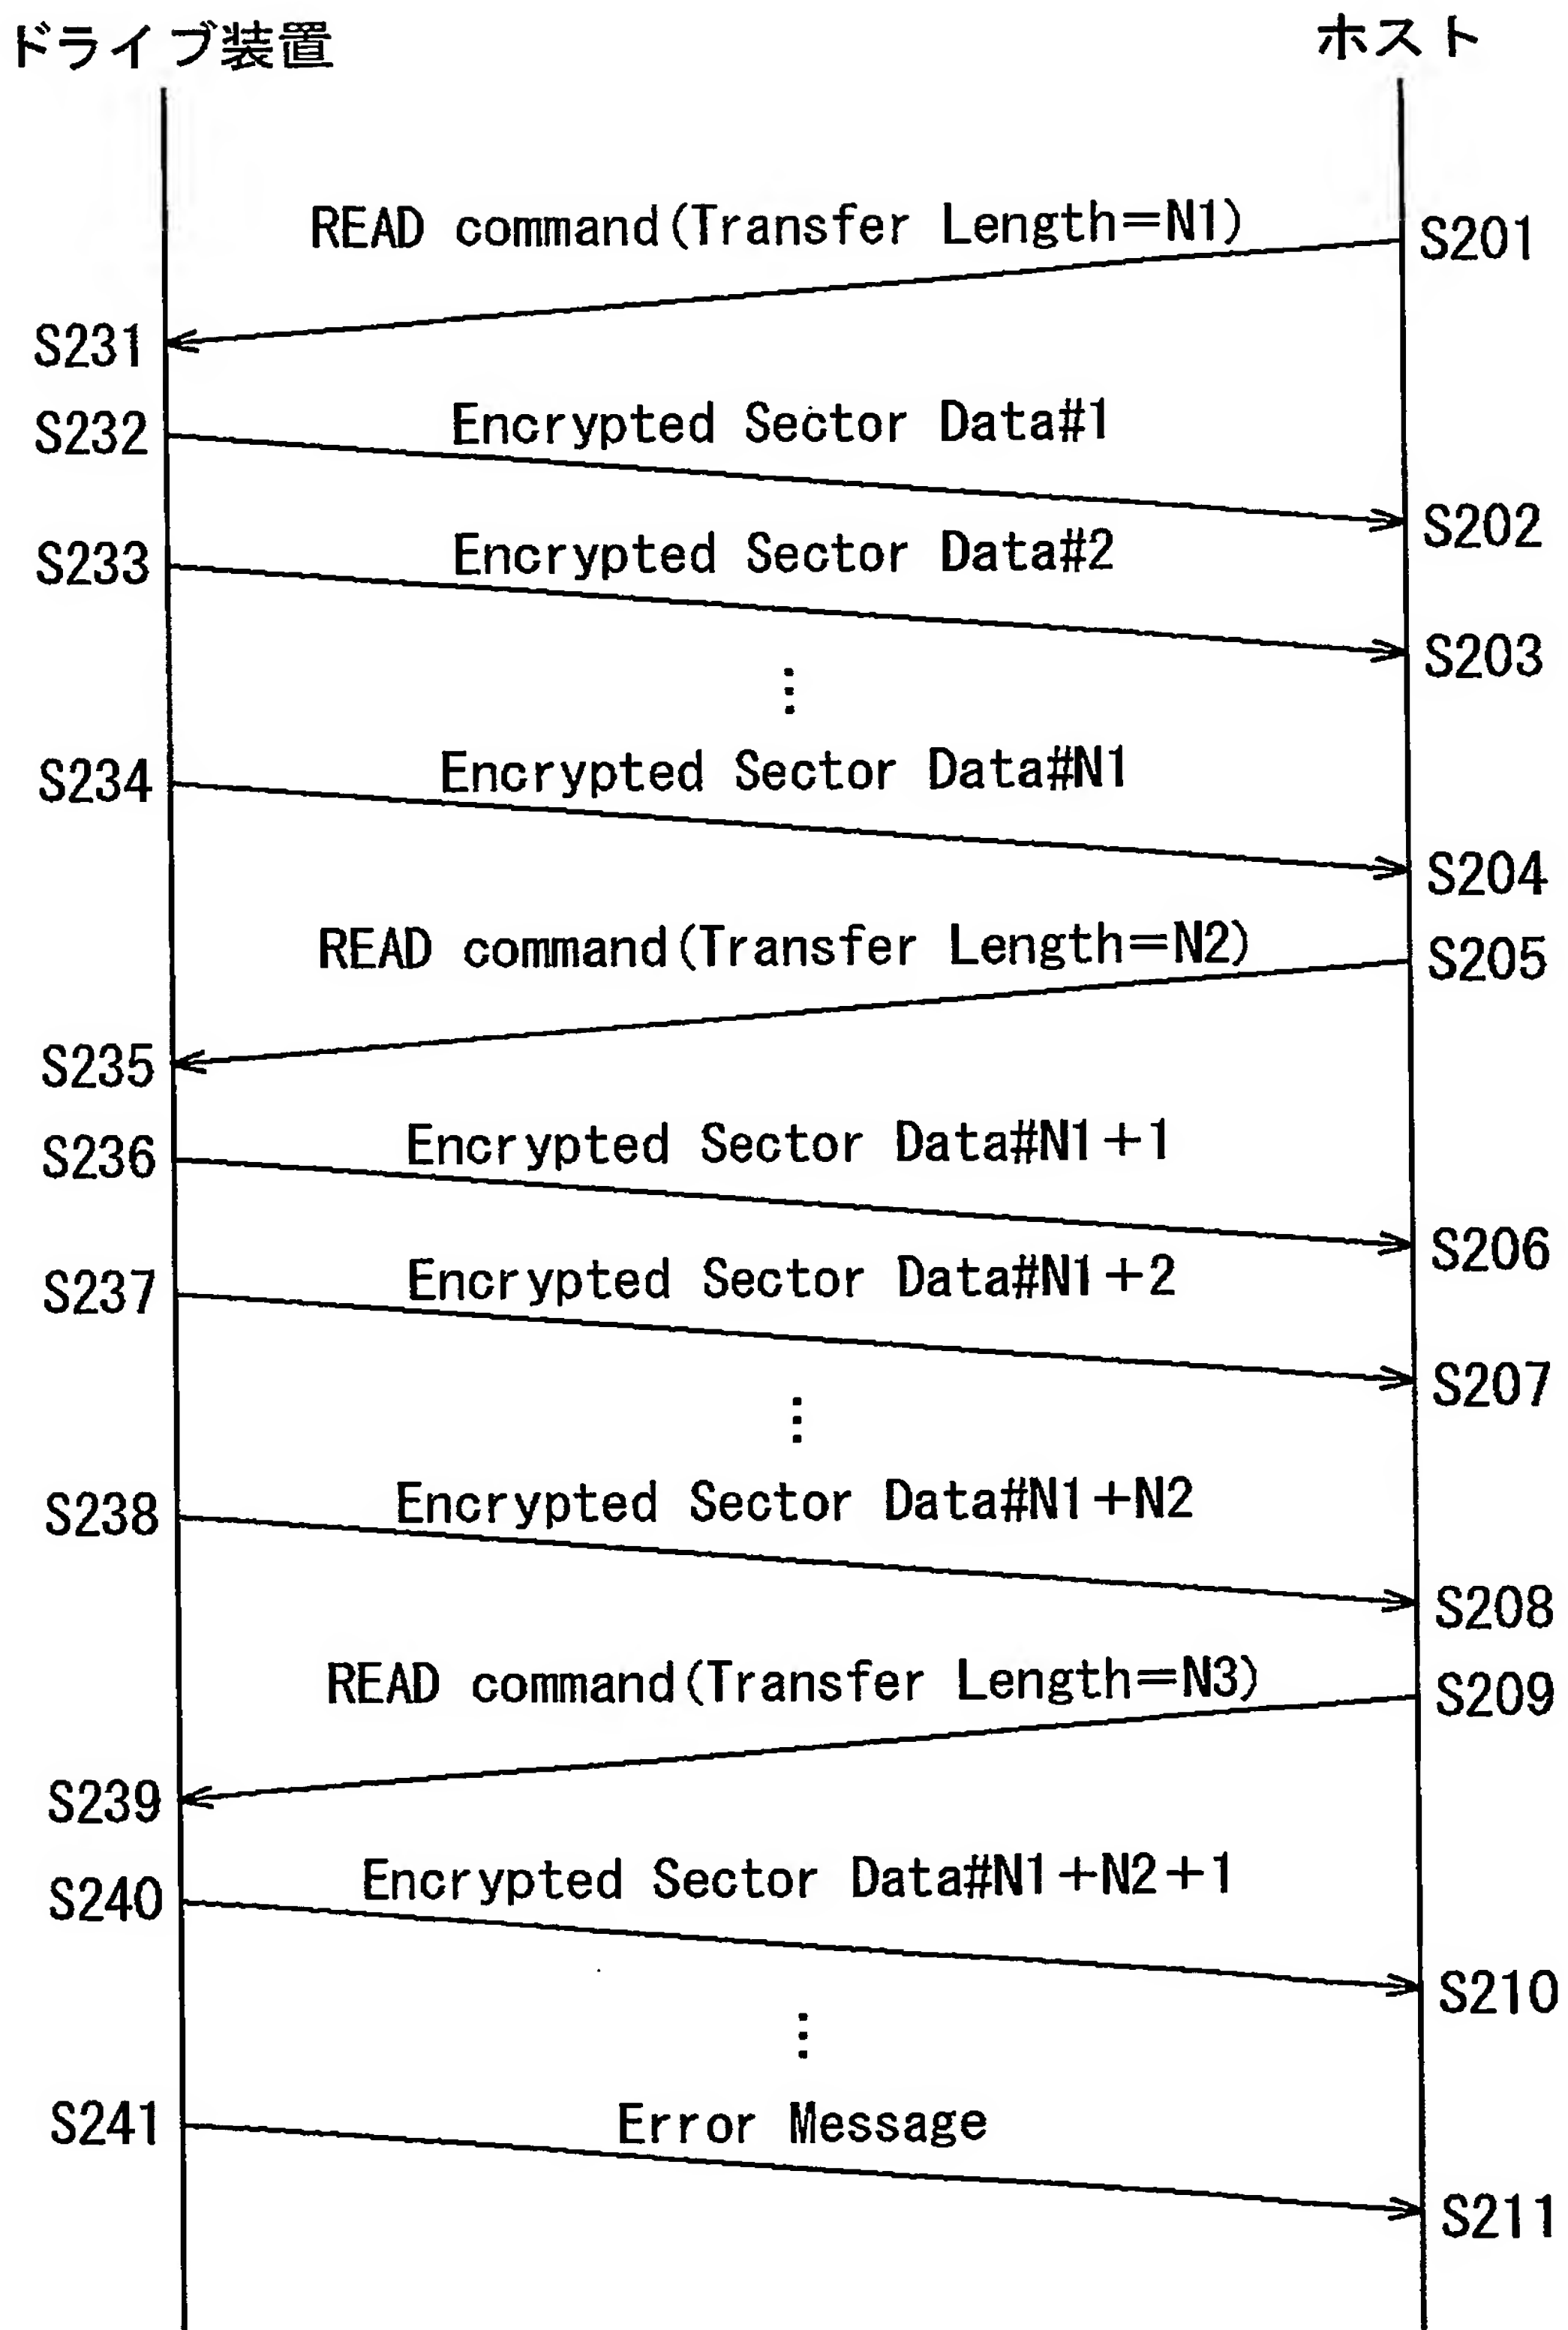 ドライブ装置 ホスト
READ command(Transfer Length=N1) S201
S231
S232 Encrypted Sector Data#1
S202
S233 Encrypted Sector Data#2
S203
⋮
S234 Encrypted Sector Data#N1
S204
READ command(Transfer Length=N2) S205
S235
S236 Encrypted Sector Data#N1+1
S206
S237 Encrypted Sector Data#N1+2
S207
⋮
S238 Encrypted Sector Data#N1+N2
S208
READ command(Transfer Length=N3) S209
S239
S240 Encrypted Sector Data#N1+N2+1
S210
⋮
S241 Error Message
S211